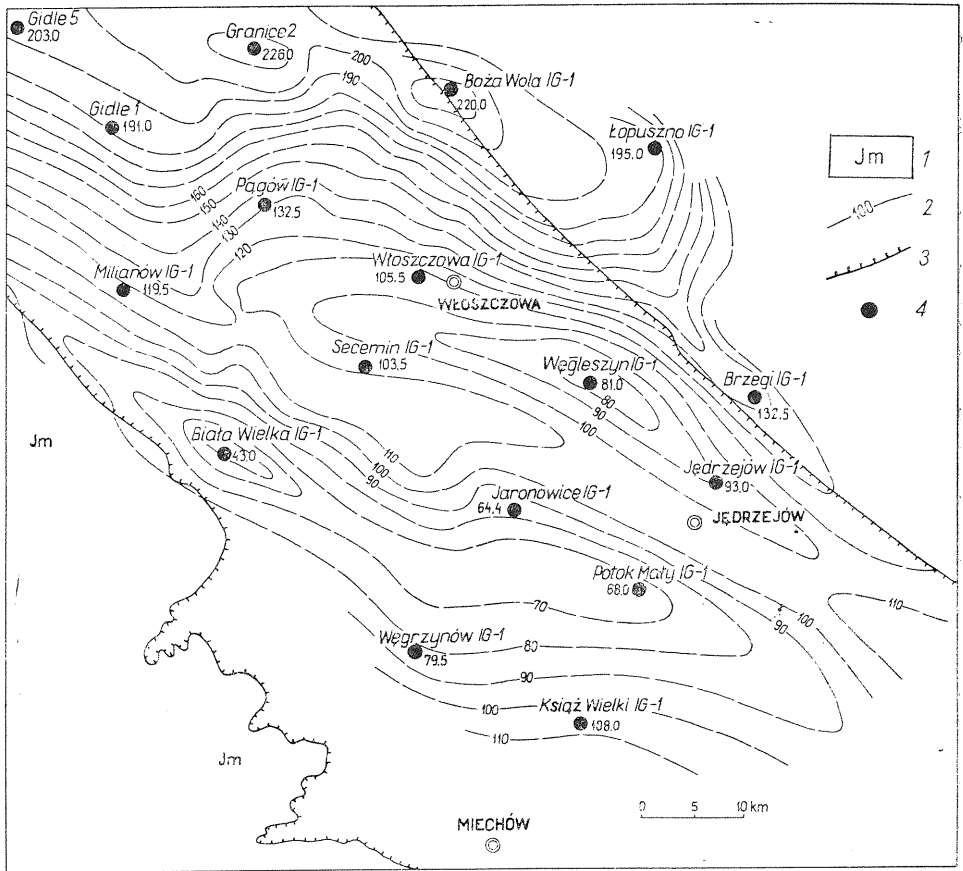 Gidle 5
203.0
Granice 2
226.0
200
190
Boża Wola IG-1
220.0
Gidle 1
191.0
Łopuszno IG-1
195.0
Jm
1
160
150
140
130
120
Pągów IG-1
132.5
100
2
3
Milianów IG-1
119.5
Włoszczowa IG-1
105.5
WŁOSZCZOWA
4
Secemin IG-1
103,5
Węgleszyn IG-1
81.0
80
90
100
Brzegi IG-1
132.5
Jm
Biała Wielka IG-1
43.0
110
100
90
Jaronowice IG-1
64.4
Jędrzejów IG-1
93.0
JĘDRZEJÓW
Potok Mały IG-1
68.0
70
100
90
110
Węgrzynów IG-1
79.5
80
90
100
Książ Wielki IG-1
108.0
110
Jm
0 5 10 km
MIECHÓW